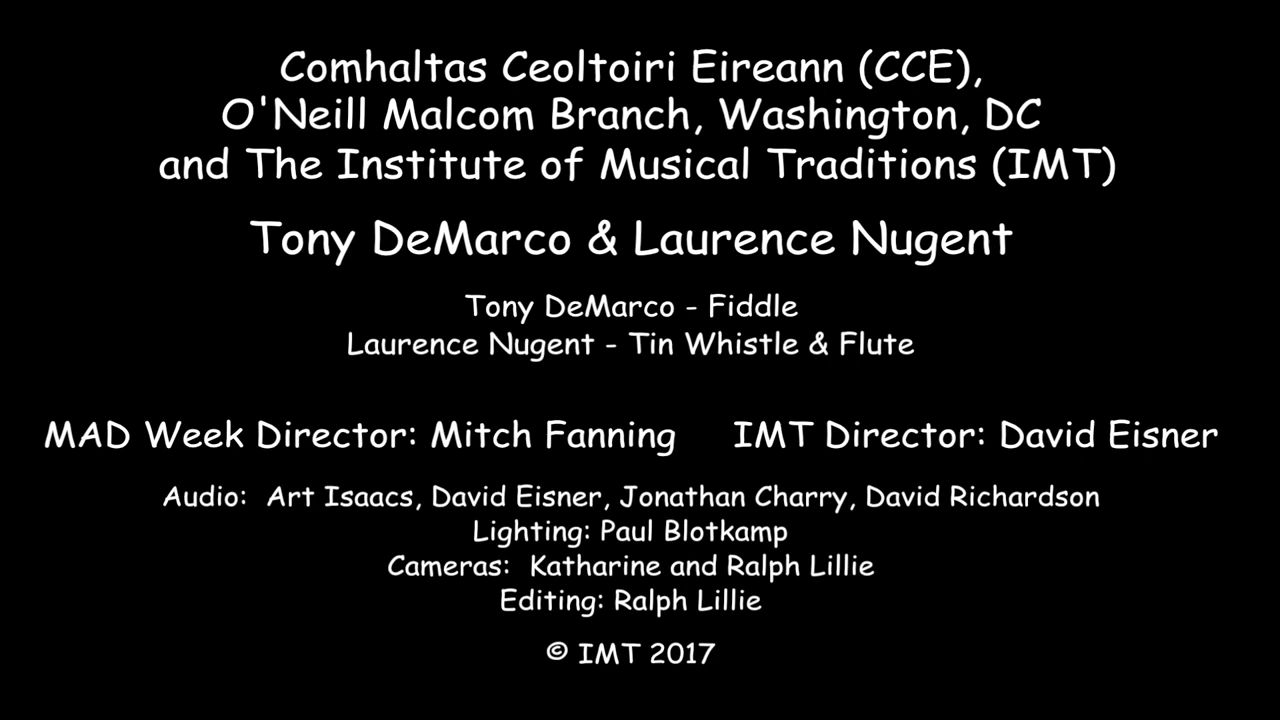 Comhaltas Ceoltoiri Eireann (CCE),
O'Neill Malcom Branch, Washington, DC
and The Institute of Musical Traditions (IMT)
Tony DeMarco & Laurence Nugent
Tony DeMarco - Fiddle
Laurence Nugent - Tin Whistle & Flute
MAD Week Director: Mitch Fanning IMT Director: David Eisner
Audio: Art Isaacs, David Eisner, Jonathan Charry, David Richardson
Lighting: Paul Blotkamp
Cameras: Katharine and Ralph Lillie
Editing: Ralph Lillie
© IMT 2017